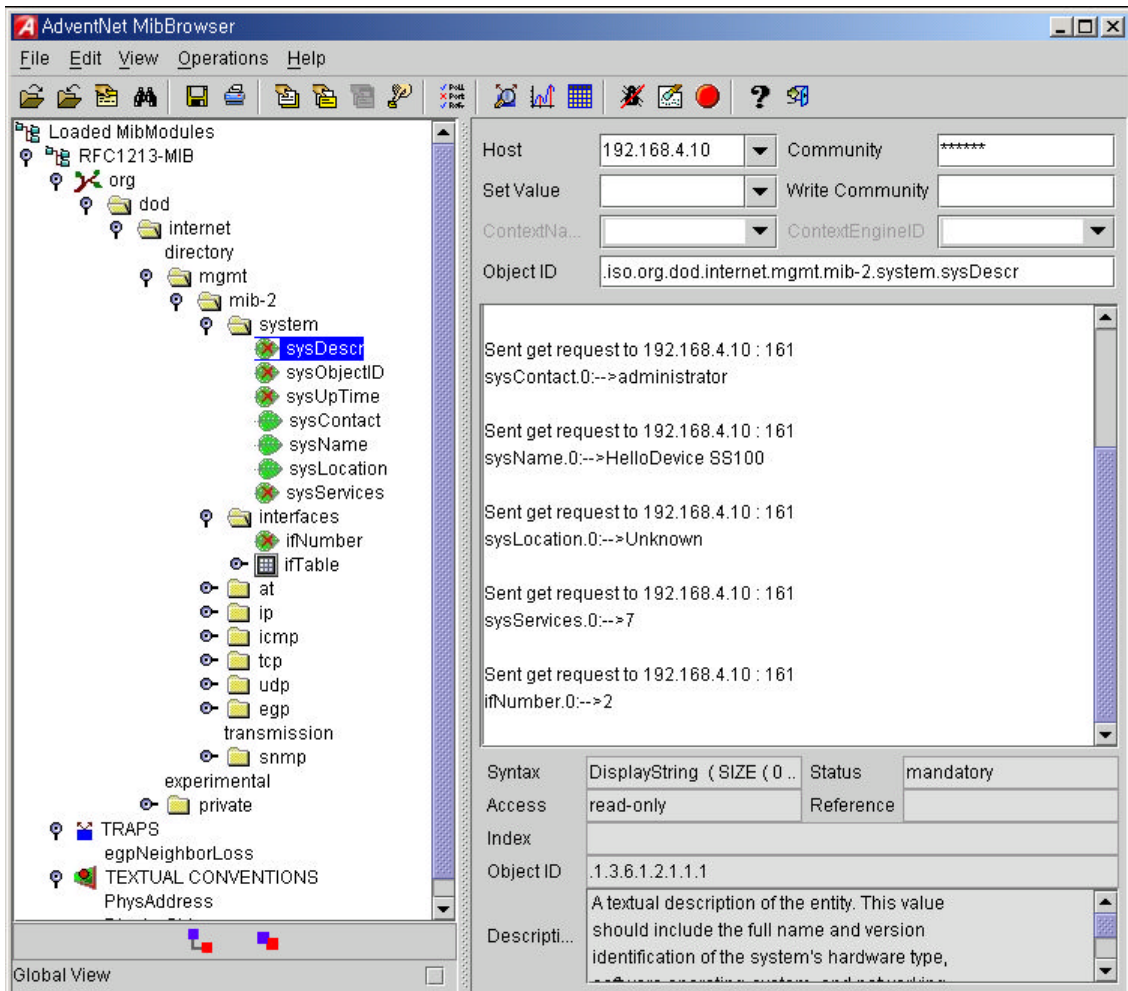 AdventNet MibBrowser
File Edit View Operations Help
Loaded MibModules
RFC1213-MIB
org
dod
internet
directory
mgmt
mib-2
system
sysDescr
sysObjectID
sysUpTime
sysContact
sysName
sysLocation
sysServices
interfaces
ifNumber
ifTable
at
ip
icmp
tcp
udp
egp
transmission
snmp
experimental
private
TRAPS
egpNeighborLoss
TEXTUAL CONVENTIONS
PhysAddress
Global View
Host 192.168.4.10 Community ******
Set Value Write Community
ContextNa... ContextEngineID
Object ID .iso.org.dod.internet.mgmt.mib-2.system.sysDescr
Sent get request to 192.168.4.10 : 161
sysContact.0:-->administrator
Sent get request to 192.168.4.10 : 161
sysName.0:-->HelloDevice SS100
Sent get request to 192.168.4.10 : 161
sysLocation.0:-->Unknown
Sent get request to 192.168.4.10 : 161
sysServices.0:-->7
Sent get request to 192.168.4.10 : 161
ifNumber.0:-->2
Syntax DisplayString ( SIZE ( 0 .. Status mandatory
Access read-only Reference
Index
Object ID .1.3.6.1.2.1.1.1
Descripti... A textual description of the entity. This value
should include the full name and version
identification of the system's hardware type,